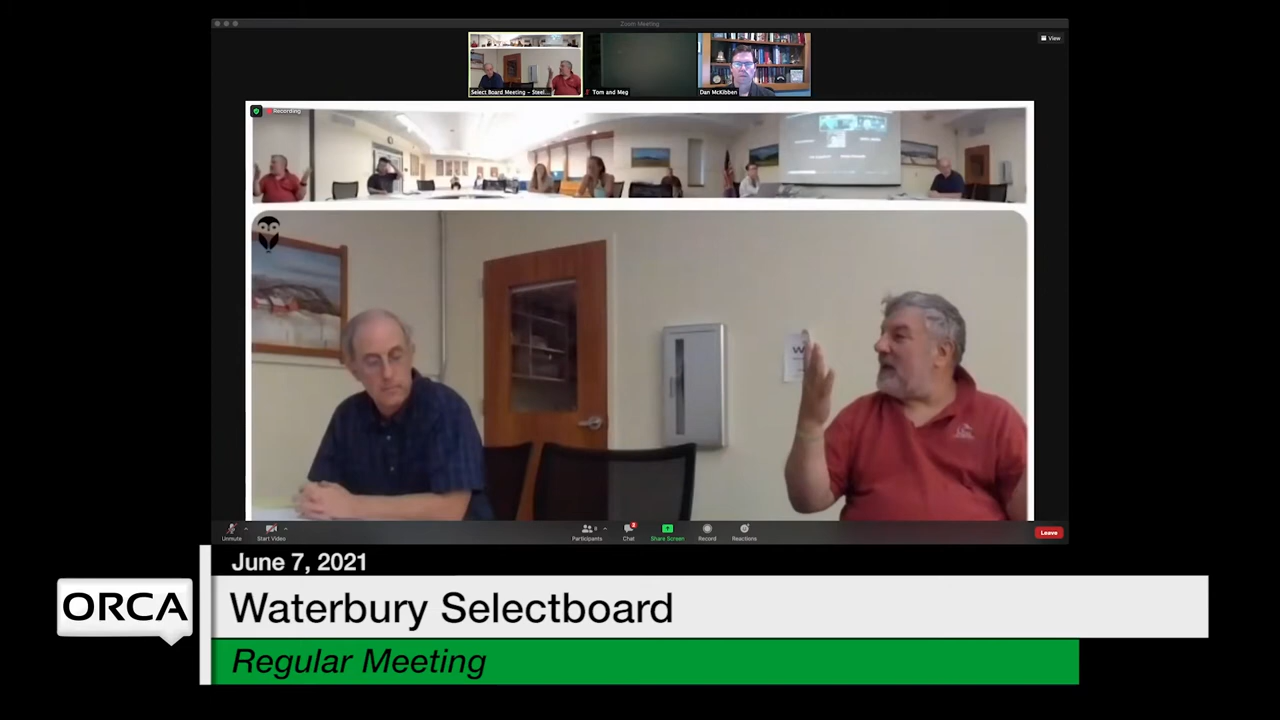 Zoom Meeting
View
Select Board Meeting - Steel...
Tom and Meg
Dan McKibben
Recording
W
Unmute
Start Video
Participants
8
Chat
Share Screen
Record
Reactions
Leave
June 7, 2021
ORCA
Waterbury Selectboard
Regular Meeting